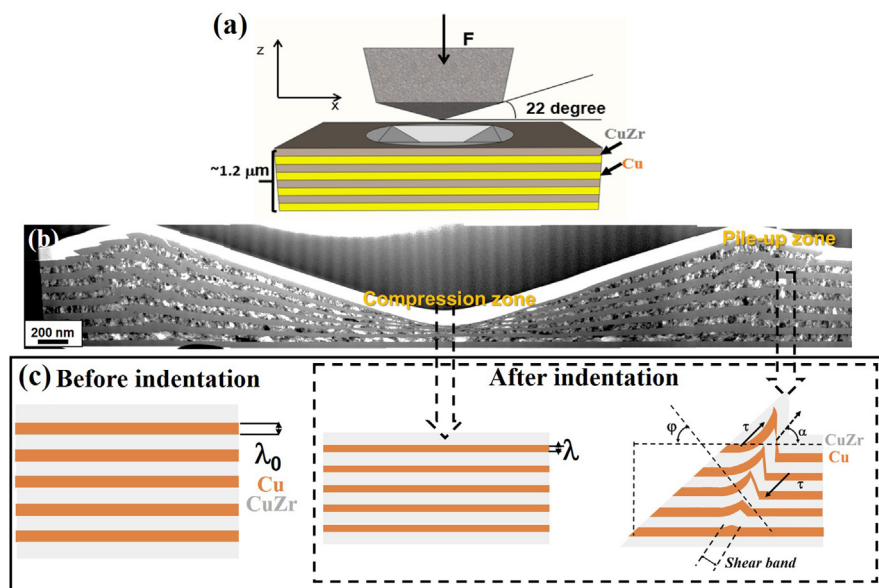 (a)
F
z
x
22 degree
CuZr
Cu
~1.2 μm
(b)
Pile-up zone
Compression zone
200 nm
(c) Before indentation
After indentation
λ₀
Cu
CuZr
λ
φ
τ
α
CuZr
Cu
τ
Shear band